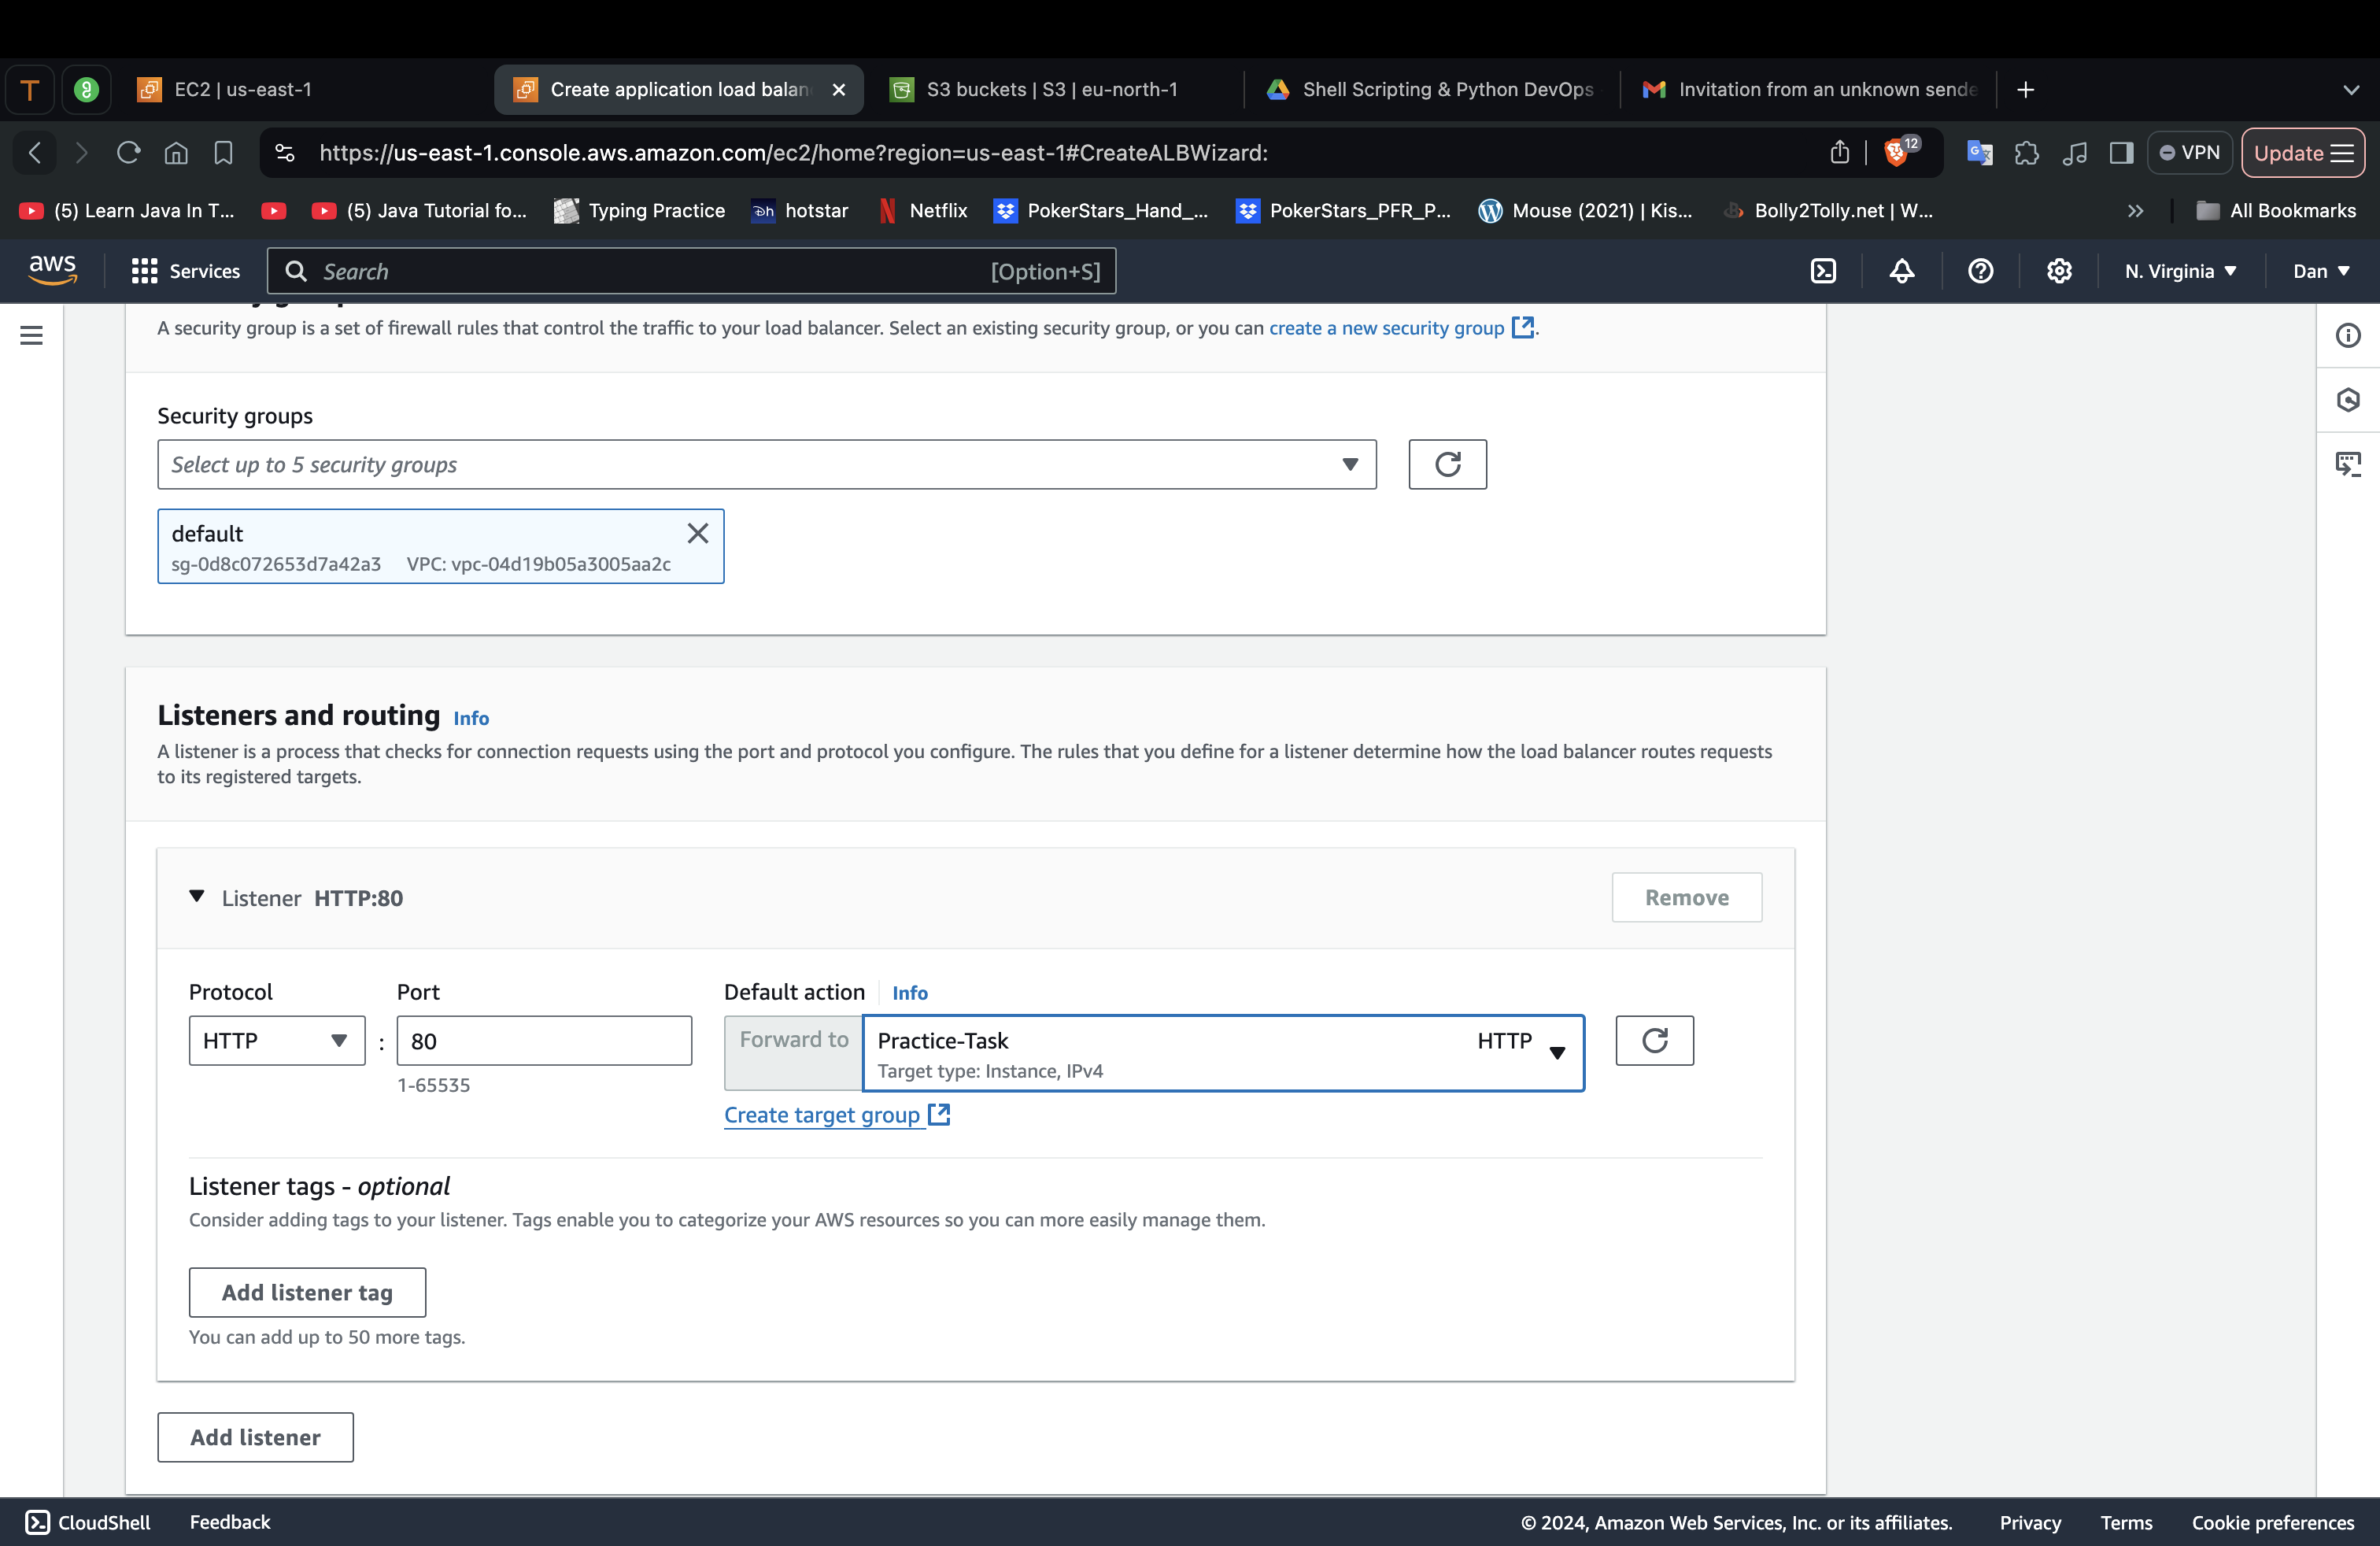 T
EC2 | us-east-1
Create application load balan
S3 buckets | S3 | eu-north-1
Shell Scripting & Python DevOps
Invitation from an unknown sende
https://us-east-1.console.aws.amazon.com/ec2/home?region=us-east-1#CreateALBWizard:
12
VPN
Update
(5) Learn Java In T...
(5) Java Tutorial fo...
Typing Practice
hotstar
Netflix
PokerStars_Hand_...
PokerStars_PFR_P...
Mouse (2021) | Kis...
Bolly2Tolly.net | W...
All Bookmarks
aws
Services
Search
[Option+S]
N. Virginia
Dan
A security group is a set of firewall rules that control the traffic to your load balancer. Select an existing security group, or you can create a new security group.
Security groups
Select up to 5 security groups
default
sg-0d8c072653d7a42a3 VPC: vpc-04d19b05a3005aa2c
Listeners and routing Info
A listener is a process that checks for connection requests using the port and protocol you configure. The rules that you define for a listener determine how the load balancer routes requests
to its registered targets.
Listener HTTP:80
Remove
Protocol
Port
Default action
Info
HTTP
:
80
1-65535
Forward to
Practice-Task
HTTP
Target type: Instance, IPv4
Create target group
Listener tags - optional
Consider adding tags to your listener. Tags enable you to categorize your AWS resources so you can more easily manage them.
Add listener tag
You can add up to 50 more tags.
Add listener
CloudShell
Feedback
© 2024, Amazon Web Services, Inc. or its affiliates.
Privacy
Terms
Cookie preferences